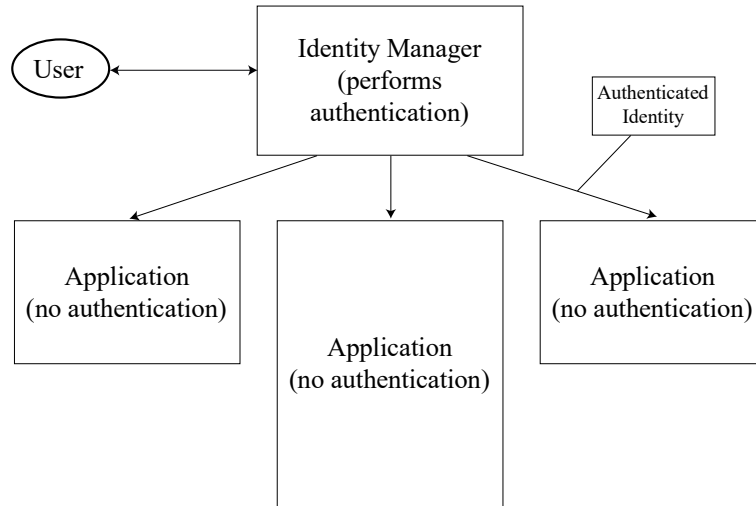 User
Identity Manager
(performs
authentication)
Authenticated
Identity
Application
(no authentication)
Application
(no authentication)
Application
(no authentication)